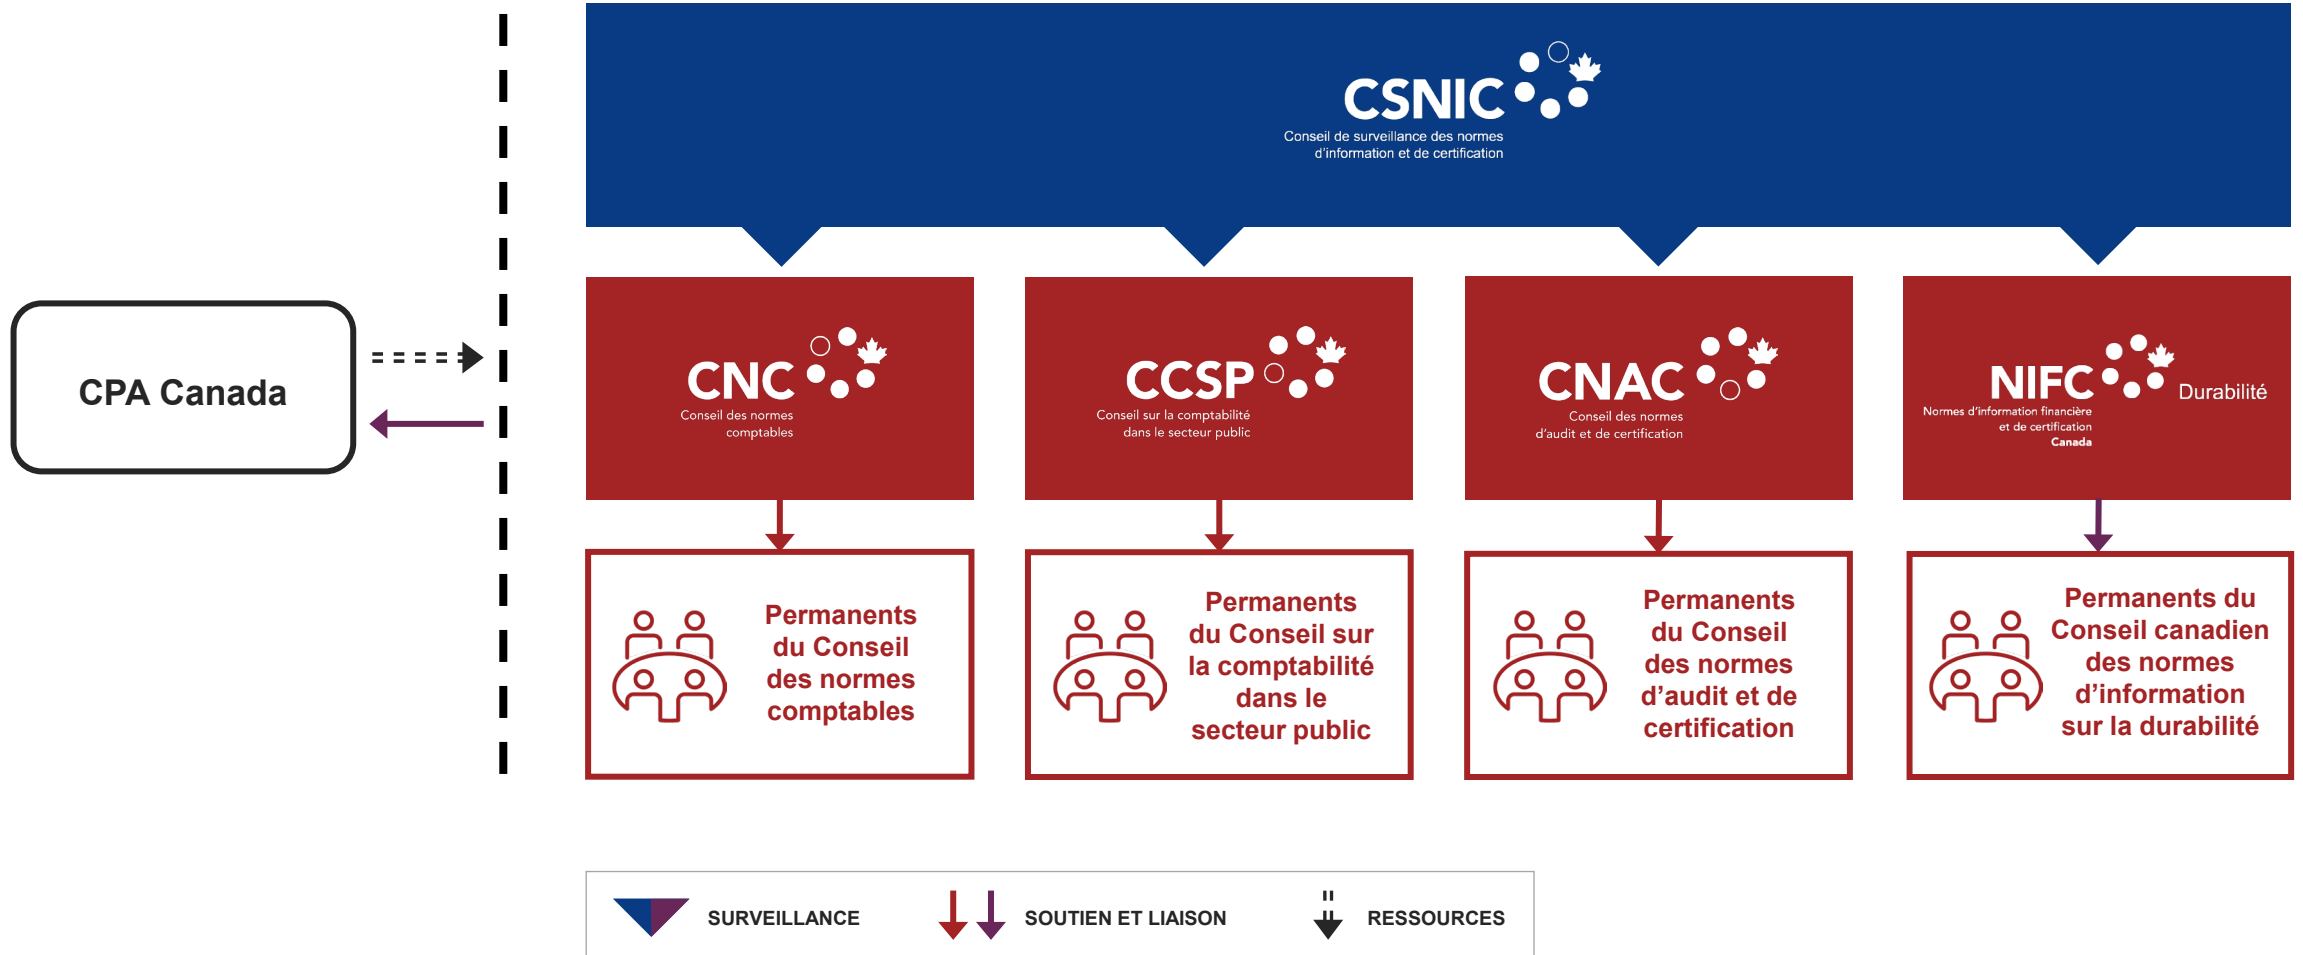 CSNIC
Conseil de surveillance des normes
d'information et de certification
CPA Canada
CNC
Conseil des normes
comptables
CCSP
Conseil sur la comptabilité
dans le secteur public
CNAC
Conseil des normes
d'audit et de certification
NIFC
Durabilité
Normes d'information financière
et de certification
Canada
Permanents
du Conseil
des normes
comptables
Permanents
du Conseil sur
la comptabilité
dans le
secteur public
Permanents
du Conseil
des normes
d'audit et de
certification
Permanents du
Conseil canadien
des normes
d'information
sur la durabilité
SURVEILLANCE
SOUTIEN ET LIAISON
RESSOURCES